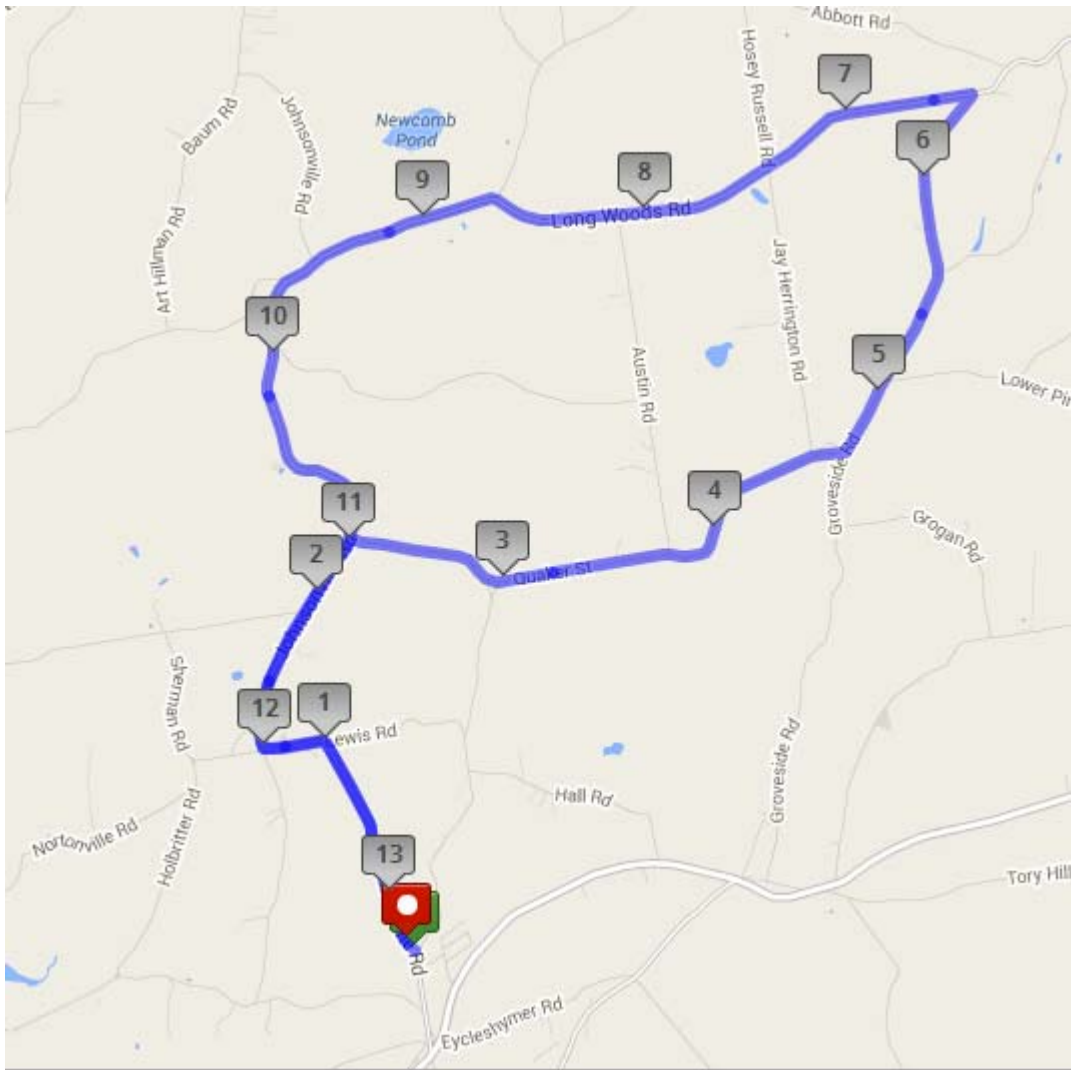 Abbott Rd
Hosey Russell Rd
7
Baum Rd
Johnsonville Rd
Newcomb
Pond
6
9
8
Long Woods Rd
Art Hillman Rd
Jay Herrington Rd
10
5
Austin Rd
Lower Pin
Groveside Rd
4
11
Grogan Rd
3
2
Quaker St
Johnson
Sherman Rd
12
1
ewis Rd
Groveside Rd
Hall Rd
Holbritter Rd
Nortonville Rd
13
Tory Hill
Rd
Eycleshymer Rd